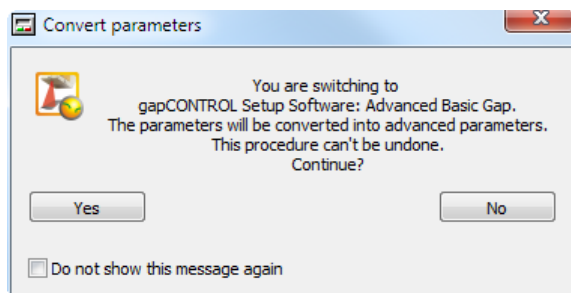 Convert parameters
You are switching to
gapCONTROL Setup Software: Advanced Basic Gap.
The parameters will be converted into advanced parameters.
This procedure can't be undone.
Continue?
Yes
No
Do not show this message again